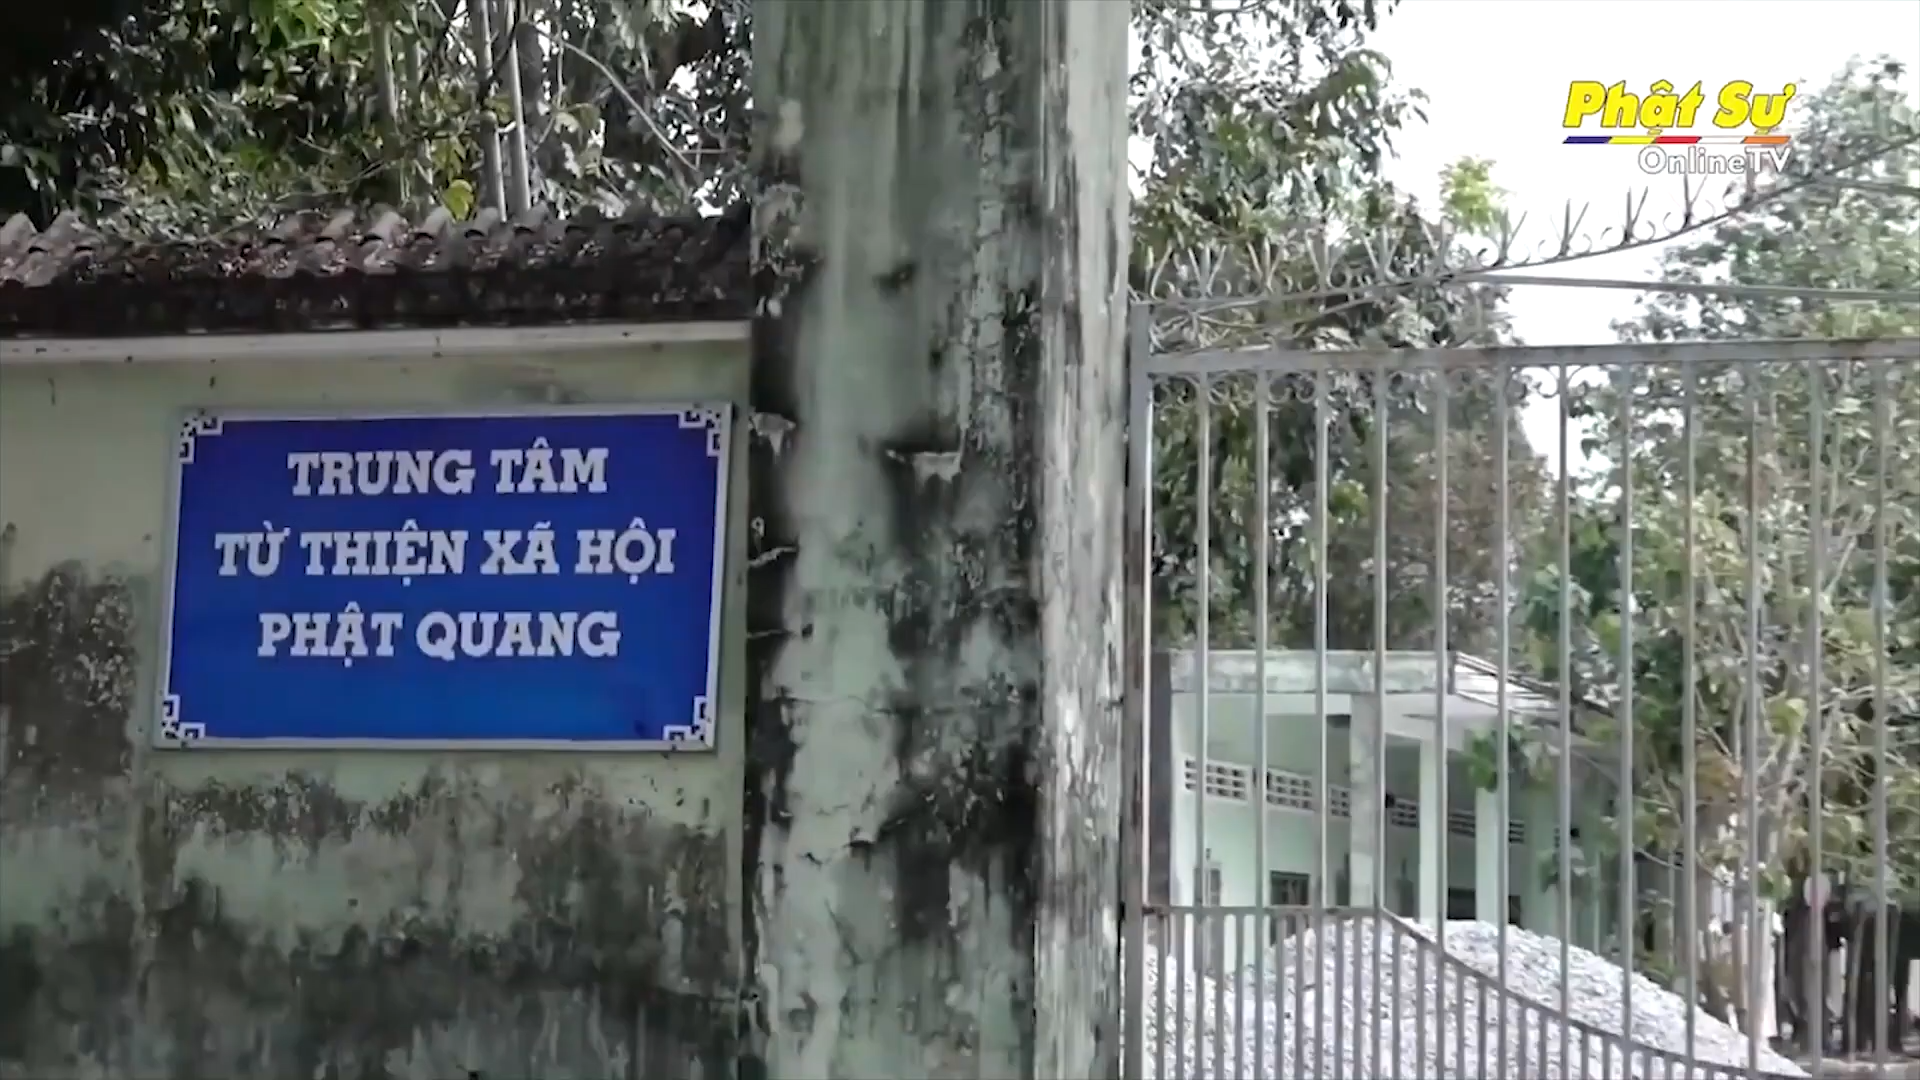 Phật Sự
OnlineTV
TRUNG TÂM
TỪ THIỆN XÃ HỘI
PHẬT QUANG